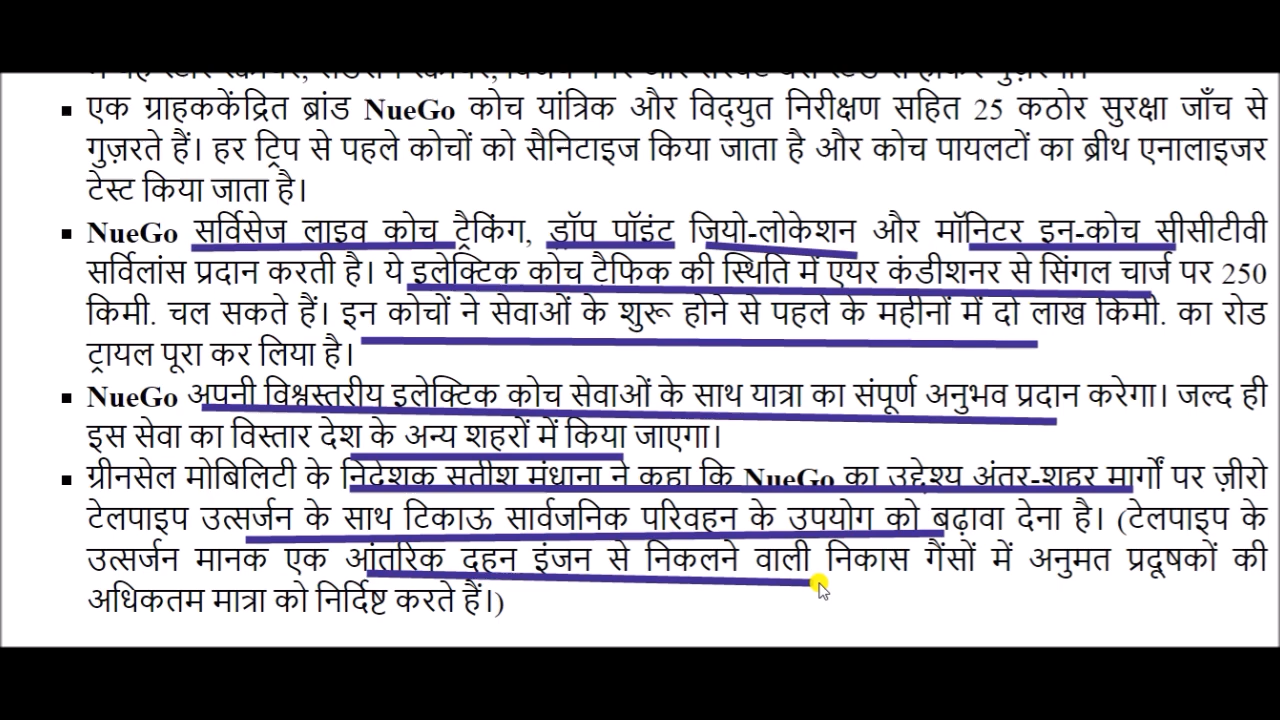 एक ग्राहककेंद्रित ब्रांड NueGo कोच यांत्रिक और विद्युत निरीक्षण सहित 25 कठोर सुरक्षा जाँच से
गुज़रते हैं। हर ट्रिप से पहले कोचों को सैनिटाइज किया जाता है और कोच पायलटों का ब्रीथ एनालाइजर
टेस्ट किया जाता है।
NueGo सर्विसेज लाइव कोच ट्रैकिंग, ड्रॉप पॉइंट जियो-लोकेशन और मॉनिटर इन-कोच सीसीटीवी
सर्विलांस प्रदान करती है। ये इलेक्ट्रिक कोच ट्रैफिक की स्थिति में एयर कंडीशनर से सिंगल चार्ज पर 250
किमी. चल सकते हैं। इन कोचों ने सेवाओं के शुरू होने से पहले के महीनों में दो लाख किमी. का रोड
ट्रायल पूरा कर लिया है।
NueGo अपनी विश्वस्तरीय इलेक्ट्रिक कोच सेवाओं के साथ यात्रा का संपूर्ण अनुभव प्रदान करेगा। जल्द ही
इस सेवा का विस्तार देश के अन्य शहरों में किया जाएगा।
ग्रीनसेल मोबिलिटी के निदेशक सतीश मंधाना ने कहा कि NueGo का उद्देश्य अंतर-शहर मार्गों पर ज़ीरो
टेलपाइप उत्सर्जन के साथ टिकाऊ सार्वजनिक परिवहन के उपयोग को बढ़ावा देना है। (टेलपाइप के
उत्सर्जन मानक एक आंतरिक दहन इंजन से निकलने वाली निकास गैंसों में अनुमत प्रदूषकों की
अधिकतम मात्रा को निर्दिष्ट करते हैं।)